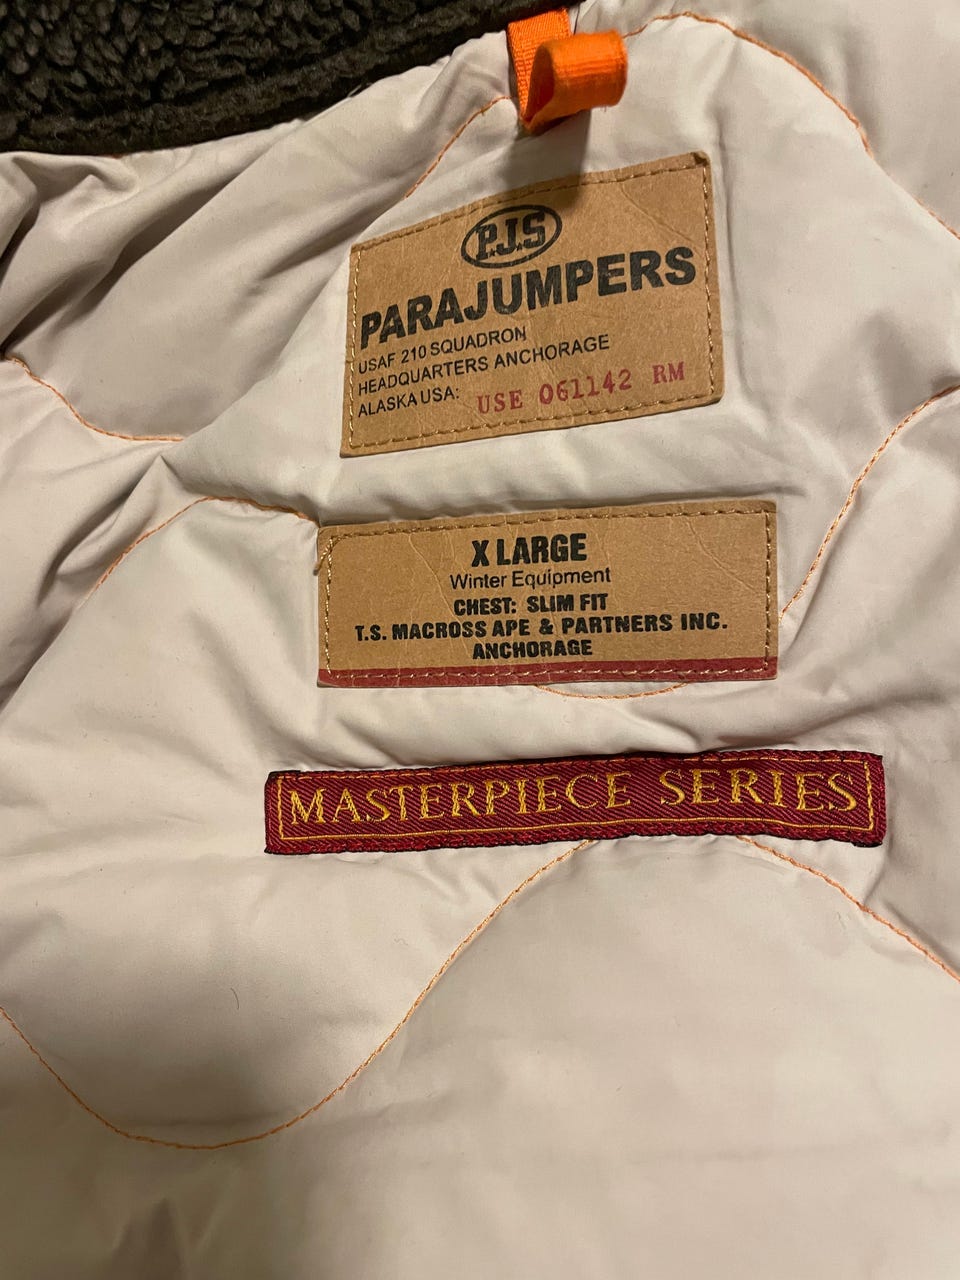 P.J.S
PARAJUMPERS
USAF 210 SQUADRON
HEADQUARTERS ANCHORAGE
ALASKA USA: USE 061142 RM
X LARGE
Winter Equipment
CHEST: SLIM FIT
T.S. MACROSS APE & PARTNERS INC.
ANCHORAGE
MASTERPIECE SERIES